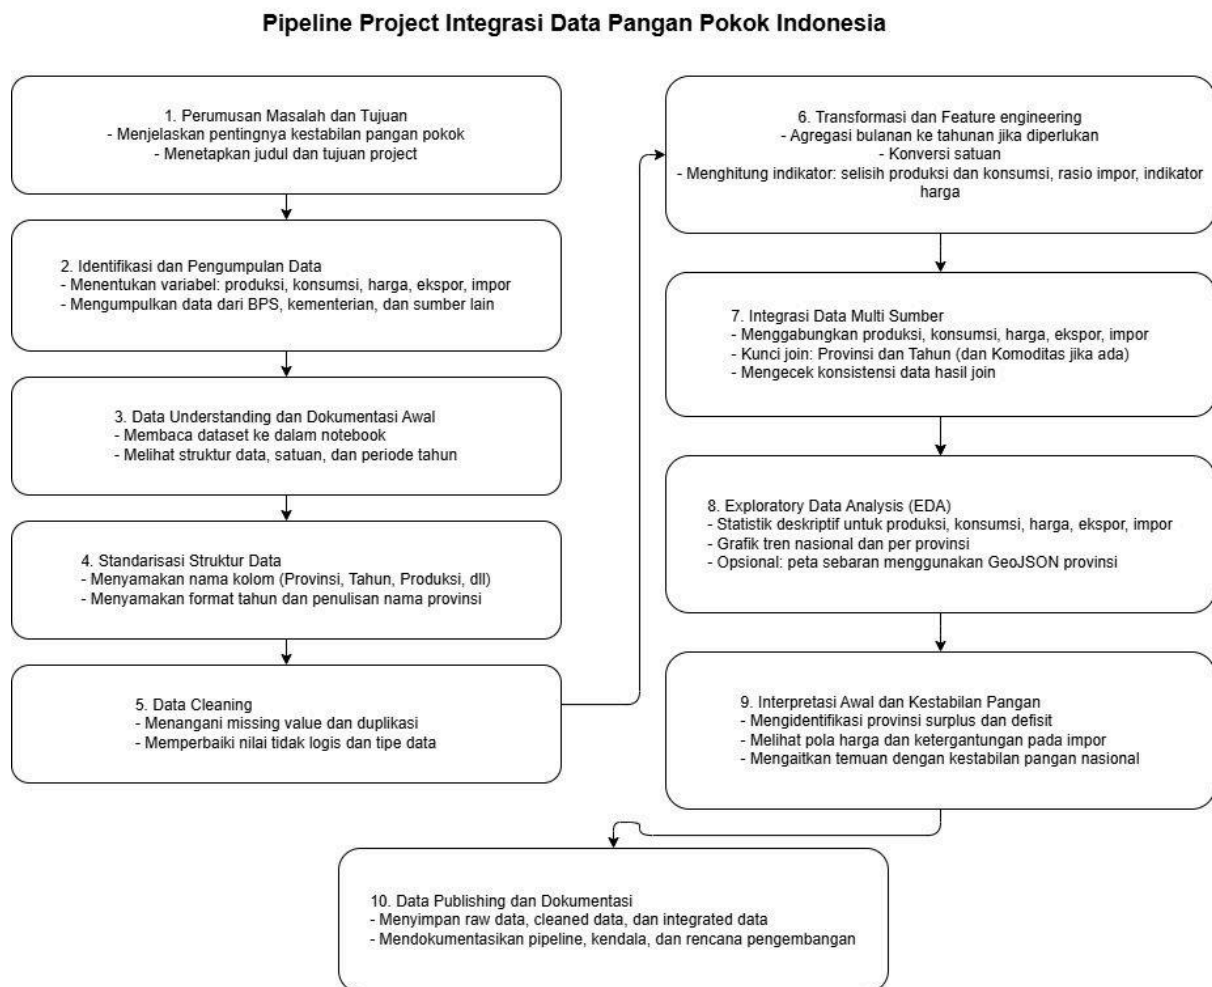 Pipeline Project Integrasi Data Pangan Pokok Indonesia
1. Perumusan Masalah dan Tujuan
- Menjelaskan pentingnya kestabilan pangan pokok
- Menetapkan judul dan tujuan project
2. Identifikasi dan Pengumpulan Data
- Menentukan variabel: produksi, konsumsi, harga, ekspor, impor
- Mengumpulkan data dari BPS, kementerian, dan sumber lain
3. Data Understanding dan Dokumentasi Awal
- Membaca dataset ke dalam notebook
- Melihat struktur data, satuan, dan periode tahun
4. Standarisasi Struktur Data
- Menyamakan nama kolom (Provinsi, Tahun, Produksi, dll)
- Menyamakan format tahun dan penulisan nama provinsi
5. Data Cleaning
- Menangani missing value dan duplikasi
- Memperbaiki nilai tidak logis dan tipe data
6. Transformasi dan Feature engineering
- Agregasi bulanan ke tahunan jika diperlukan
- Konversi satuan
- Menghitung indikator: selisih produksi dan konsumsi, rasio impor, indikator
harga
7. Integrasi Data Multi Sumber
- Menggabungkan produksi, konsumsi, harga, ekspor, impor
- Kunci join: Provinsi dan Tahun (dan Komoditas jika ada)
- Mengecek konsistensi data hasil join
8. Exploratory Data Analysis (EDA)
- Statistik deskriptif untuk produksi, konsumsi, harga, ekspor, impor
- Grafik tren nasional dan per provinsi
- Opsional: peta sebaran menggunakan GeoJSON provinsi
9. Interpretasi Awal dan Kestabilan Pangan
- Mengidentifikasi provinsi surplus dan defisit
- Melihat pola harga dan ketergantungan pada impor
- Mengaitkan temuan dengan kestabilan pangan nasional
10. Data Publishing dan Dokumentasi
- Menyimpan raw data, cleaned data, dan integrated data
- Mendokumentasikan pipeline, kendala, dan rencana pengembangan